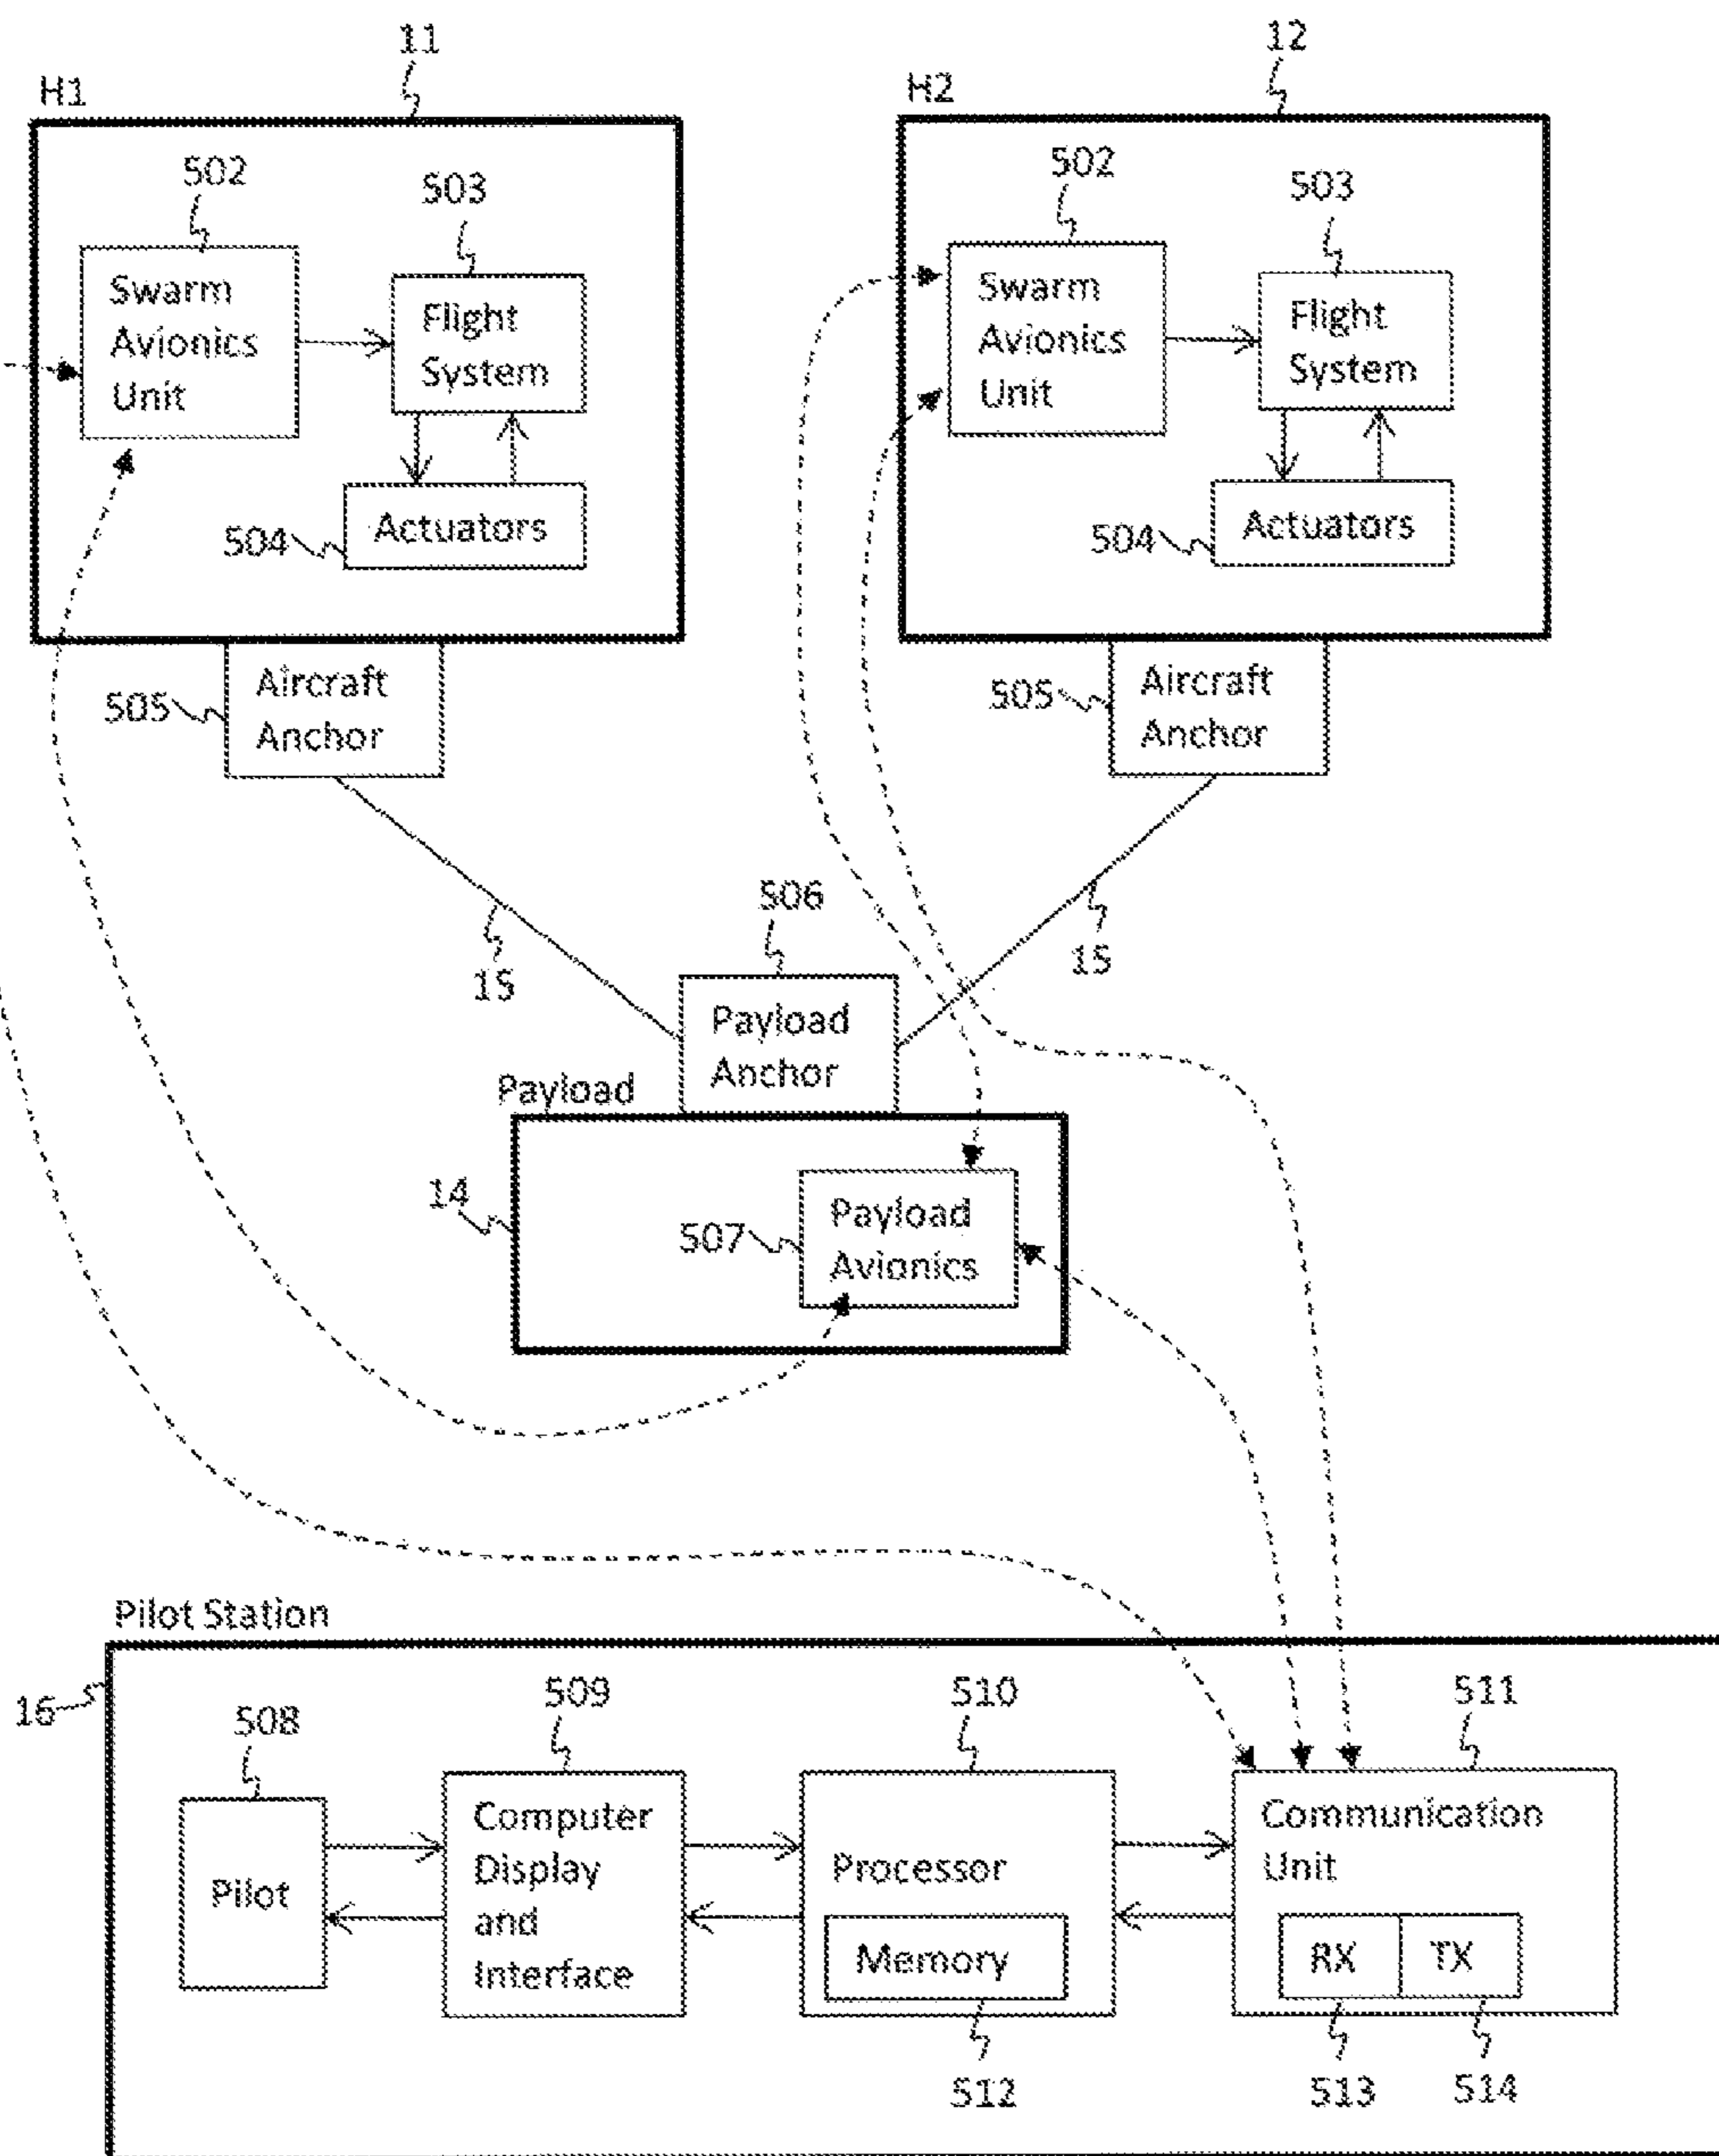 11
12
H1
H2
502
503
502
503
Swarm
Avionics
Unit
Flight
System
Swarm
Avionics
Unit
Flight
System
504
Actuators
504
Actuators
505
Aircraft
Anchor
505
Aircraft
Anchor
506
15
15
Payload
Anchor
Payload
14
507
Payload
Avionics
Pilot Station
16
508
509
510
511
Pilot
Computer
Display
and
Interface
Processor
Memory
Communication
Unit
RX
TX
512
513
514